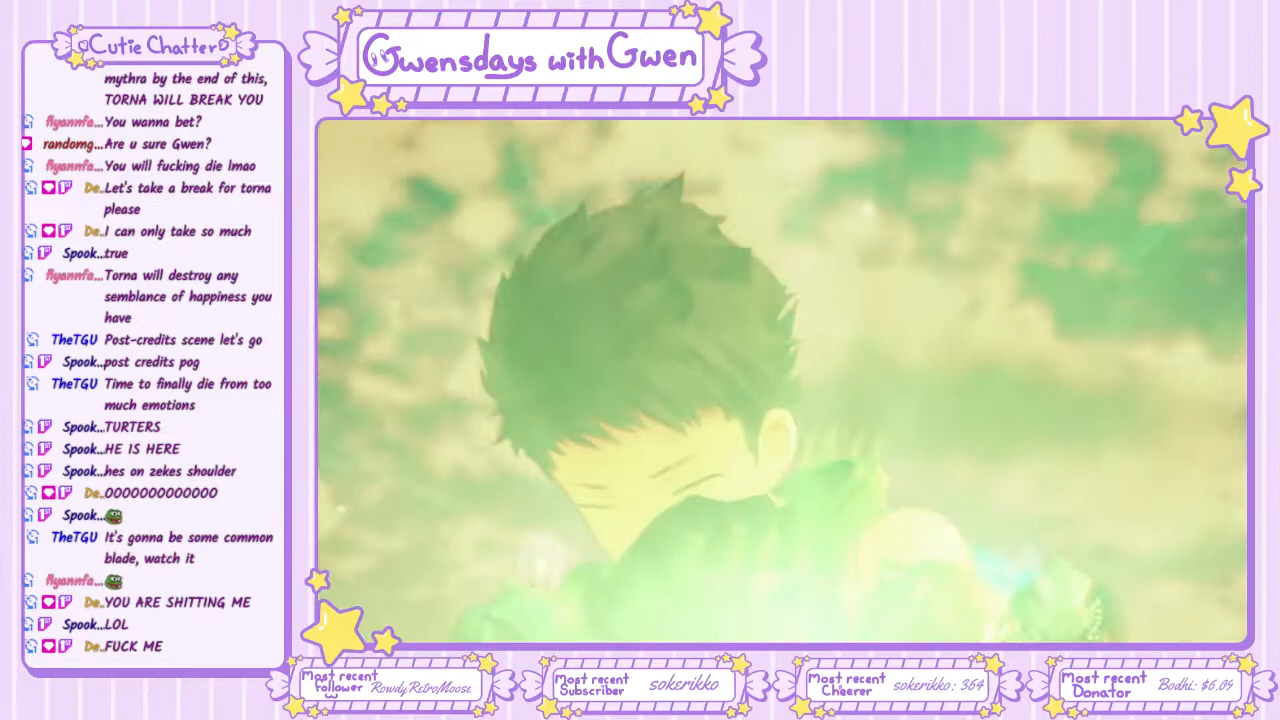 Cutie Chatter
mythra by the end of this,
TORNA WILL BREAK YOU
flyannfa... You wanna bet?
randomg... Are u sure Gwen?
flyannfa... You will fucking die lmao
De.. Let's take a break for torna
please
De.. I can only take so much
Spook... true
flyannfa... Torna will destroy any
semblance of happiness you
have
TheTGU Post-credits scene let's go
Spook... post credits pog
TheTGU Time to finally die from too
much emotions
Spook... TURTERS
Spook... HE IS HERE
Spook... hes on zekes shoulder
De.. OOOOOOOOOOOOO
Spook...
TheTGU It's gonna be some common
blade, watch it
flyannfa...
De.. YOU ARE SHITTING ME
Spook... LOL
De.. FUCK ME
Gwensdays with Gwen
Most recent
follower
RowdyRetroMoose
Most recent
Subscriber
sokerikko
Most recent
Cheerer
sokerikko: 364
Most recent
Donator
Bodhi: $6.09